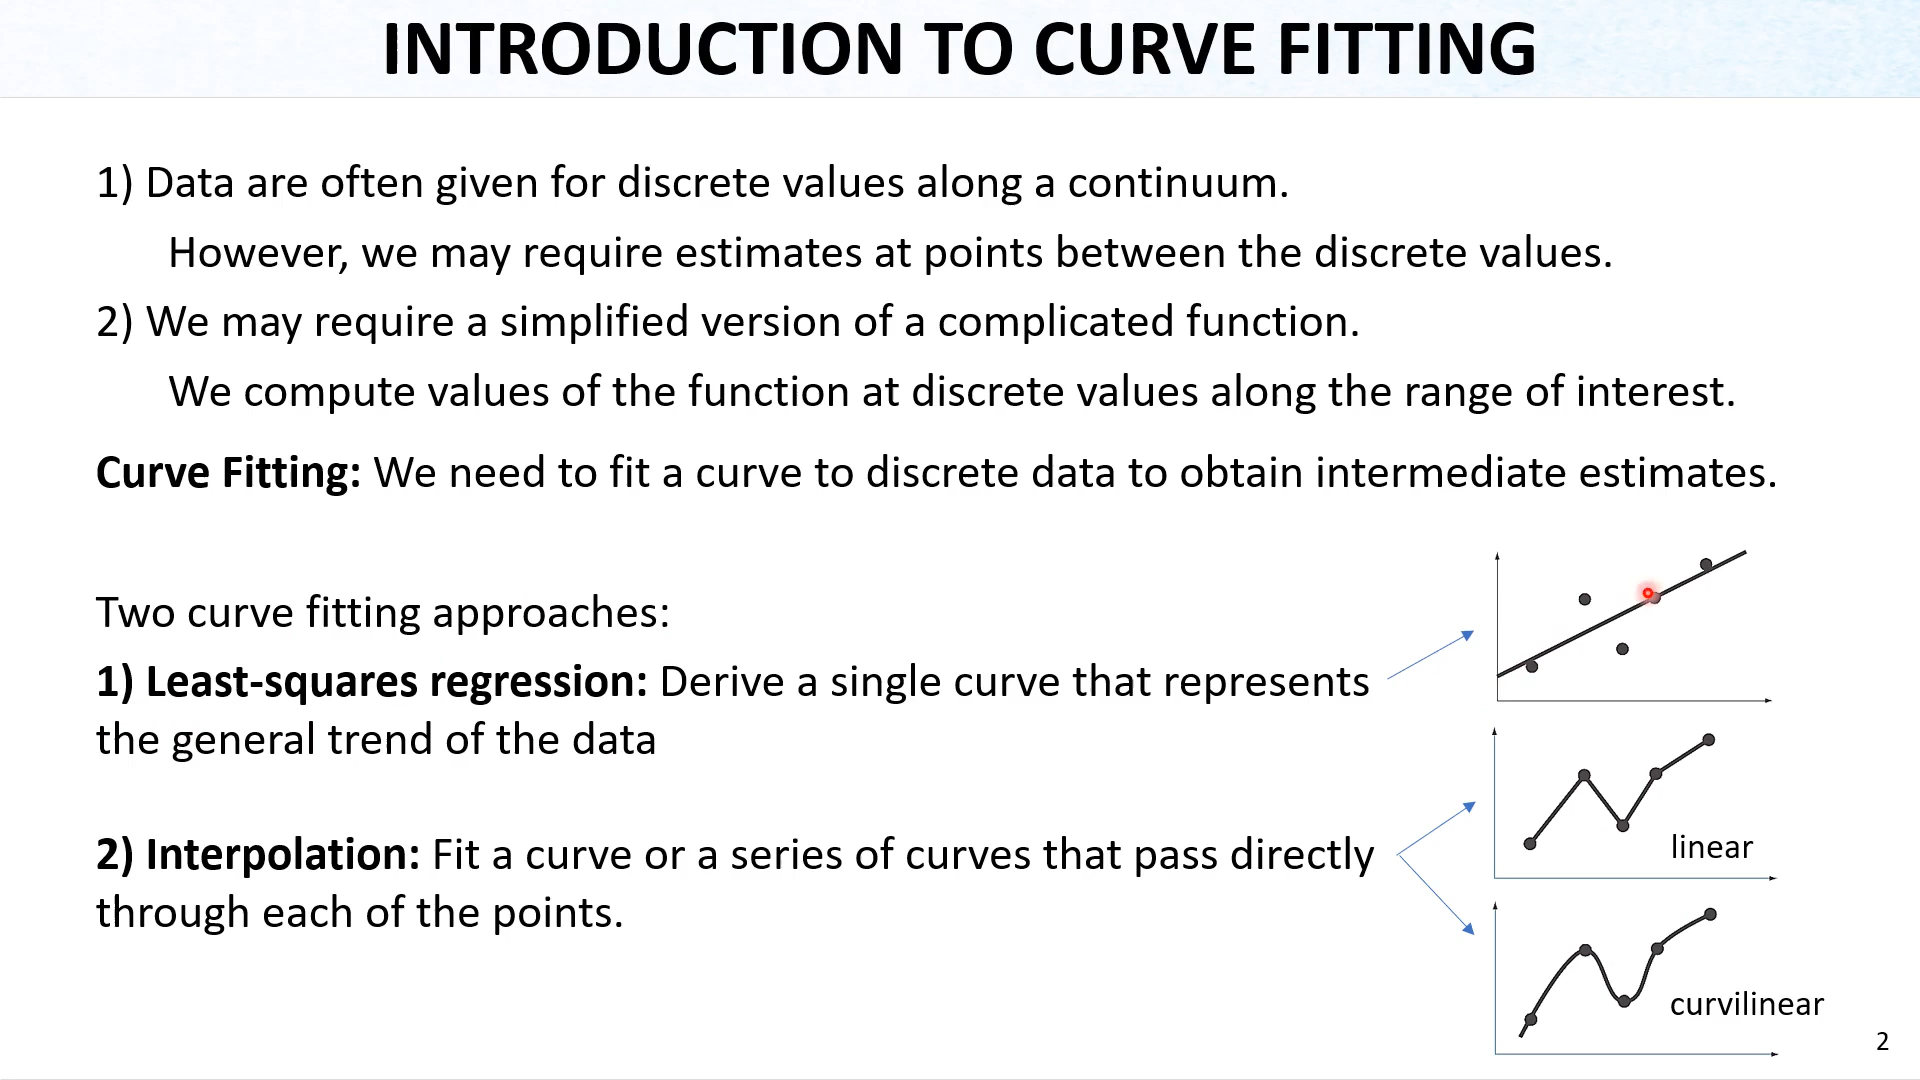 INTRODUCTION TO CURVE FITTING
1) Data are often given for discrete values along a continuum.
However, we may require estimates at points between the discrete values.
2) We may require a simplified version of a complicated function.
We compute values of the function at discrete values along the range of interest.
Curve Fitting: We need to fit a curve to discrete data to obtain intermediate estimates.
Two curve fitting approaches:
1) Least-squares regression: Derive a single curve that represents
the general trend of the data
2) Interpolation: Fit a curve or a series of curves that pass directly
through each of the points.
linear
curvilinear
2